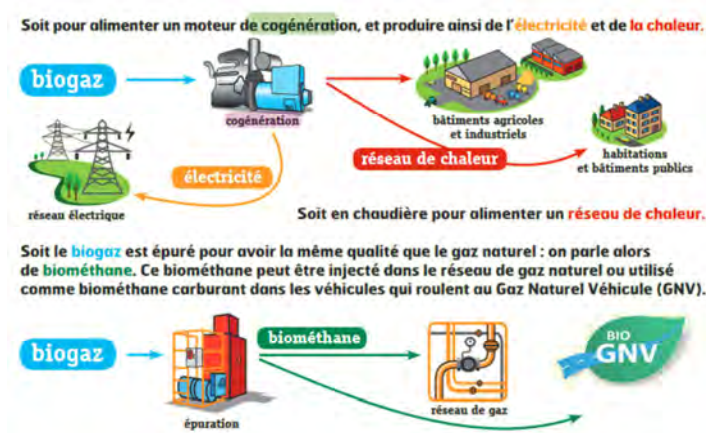 Soit pour alimenter un moteur de cogénération, et produire ainsi de l'électricité et de la chaleur.
biogaz
cogénération
bâtiments agricoles
et industriels
réseau de chaleur
habitations
et bâtiments publics
électricité
réseau électrique
Soit en chaudière pour alimenter un réseau de chaleur.
Soit le biogaz est épuré pour avoir la même qualité que le gaz naturel : on parle alors
de biométhane. Ce biométhane peut être injecté dans le réseau de gaz naturel ou utilisé
comme biométhane carburant dans les véhicules qui roulent au Gaz Naturel Véhicule (GNV).
biogaz
épuration
biométhane
réseau de gaz
BIO
GNV